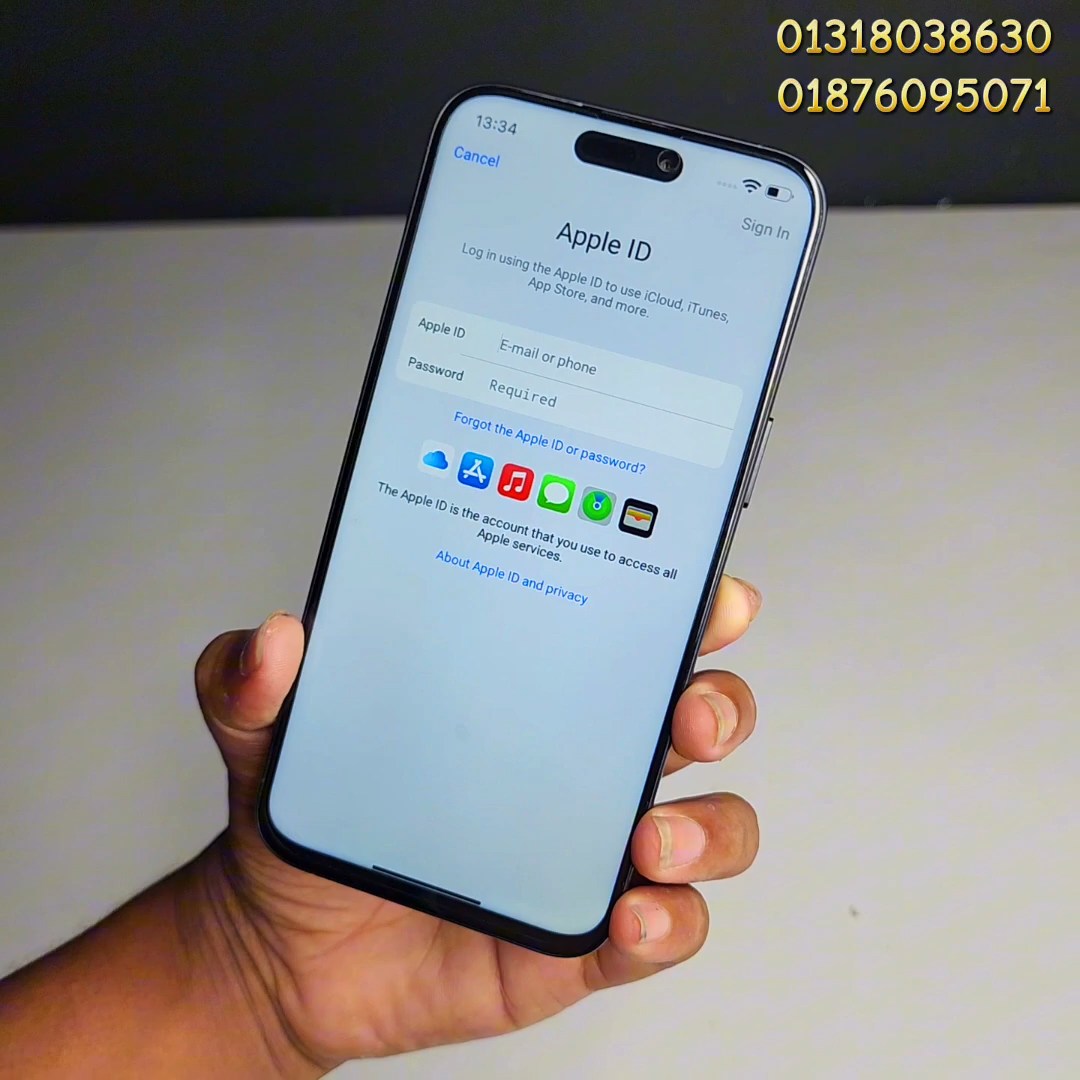 01318038630
01876095071
13:34
Cancel
Sign In
Apple ID
Log in using the Apple ID to use iCloud, iTunes,
App Store, and more.
Apple ID E-mail or phone
Password Required
Forgot the Apple ID or password?
The Apple ID is the account that you use to access all
Apple services.
About Apple ID and privacy